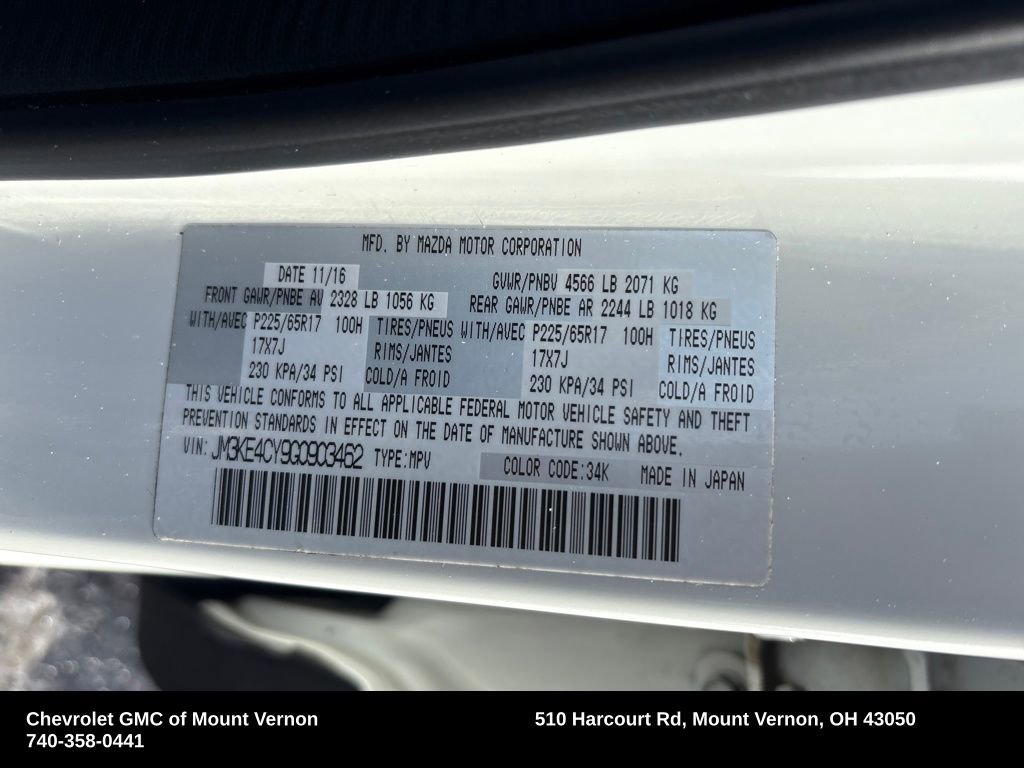 MFD. BY MAZDA MOTOR CORPORATION
DATE 11/16 GVWR/PNBV 4566 LB 2071 KG
FRONT GAWR/PNBE AV 2328 LB 1056 KG REAR GAWR/PNBE AR 2244 LB 1018 KG
WITH/AVEC P225/65R17 100H TIRES/PNEUS WITH/AVEC P225/65R17 100H TIRES/PNEUS
17X7J RIMS/JANTES 17X7J RIMS/JANTES
230 KPA/34 PSI COLD/A FROID 230 KPA/34 PSI COLD/A FROID
THIS VEHICLE CONFORMS TO ALL APPLICABLE FEDERAL MOTOR VEHICLE SAFETY AND THEFT
PREVENTION STANDARDS IN EFFECT ON THE DATE OF MANUFACTURE SHOWN ABOVE.
VIN: JM3KE4CY9G0903462 TYPE:MPV COLOR CODE:34K MADE IN JAPAN
Chevrolet GMC of Mount Vernon 510 Harcourt Rd, Mount Vernon, OH 43050
740-358-0441